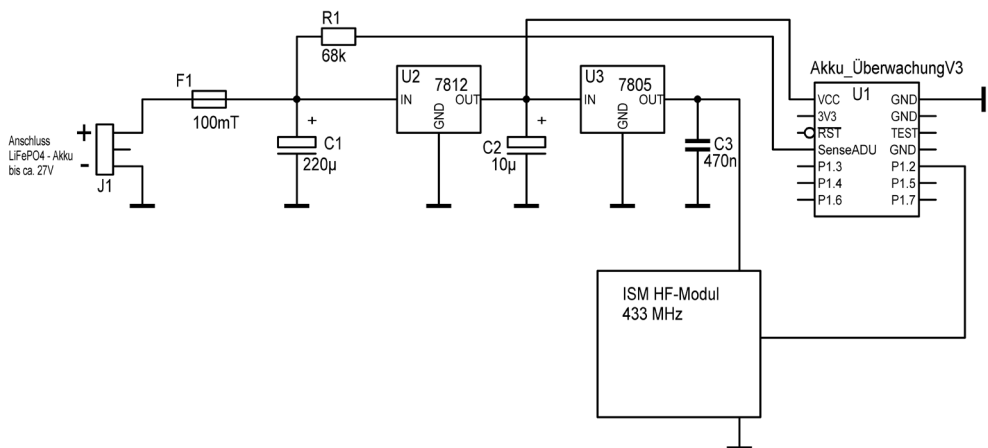 R1
68k
F1
100mT
Anschluss
LiFePO4 - Akku
bis ca. 27V
+
-
J1
+
C1
220µ
U2
7812
IN
OUT
GND
+
C2
10µ
U3
7805
IN
OUT
GND
C3
470n
Akku_ÜberwachungV3
U1
VCC
GND
3V3
GND
RST
TEST
SenseADU
GND
P1.3
P1.2
P1.4
P1.5
P1.6
P1.7
ISM HF-Modul
433 MHz